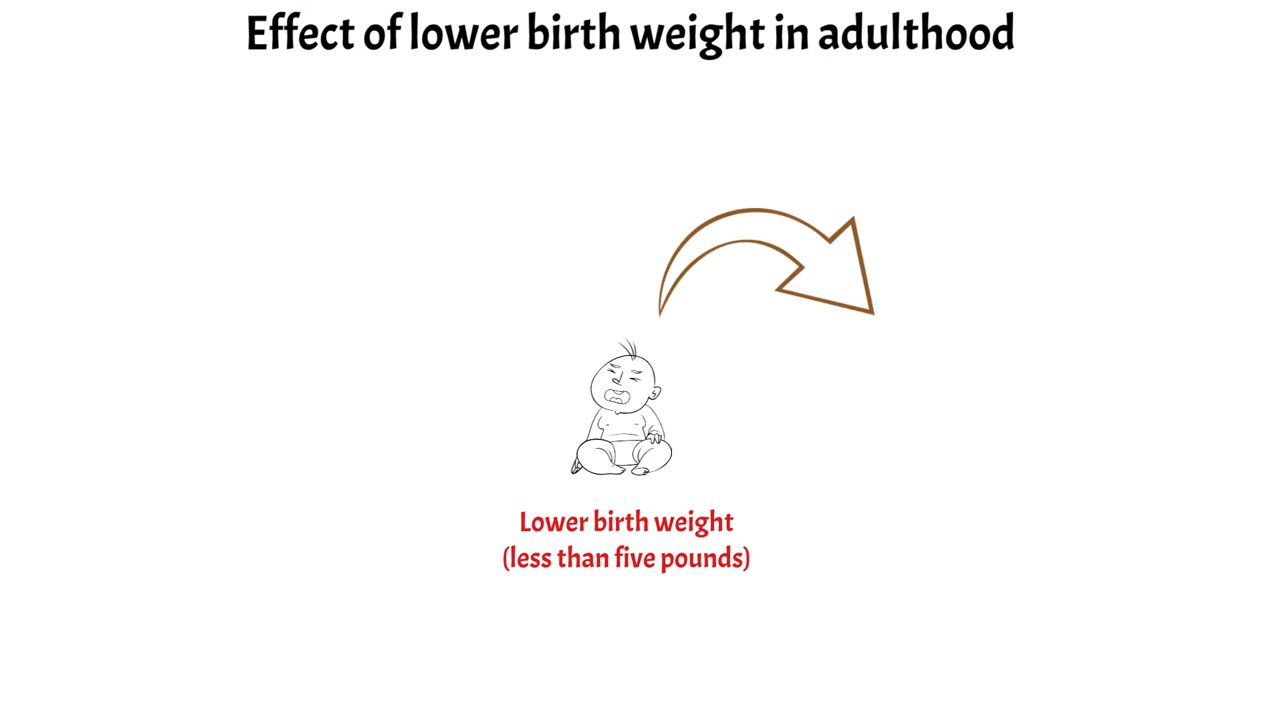 Effect of lower birth weight in adulthood
Lower birth weight
(less than five pounds)